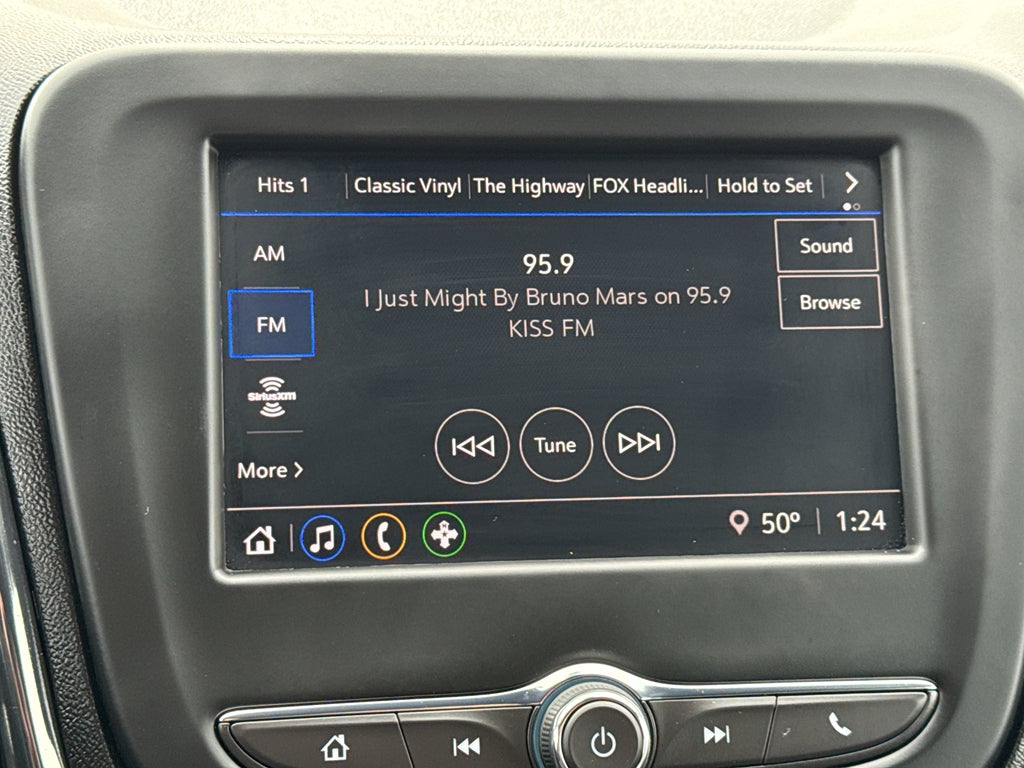 Hits 1
Classic Vinyl
The Highway
FOX Headli...
Hold to Set
AM
FM
SiriusXM
More
95.9
I Just Might By Bruno Mars on 95.9
KISS FM
Sound
Browse
Tune
50°
1:24